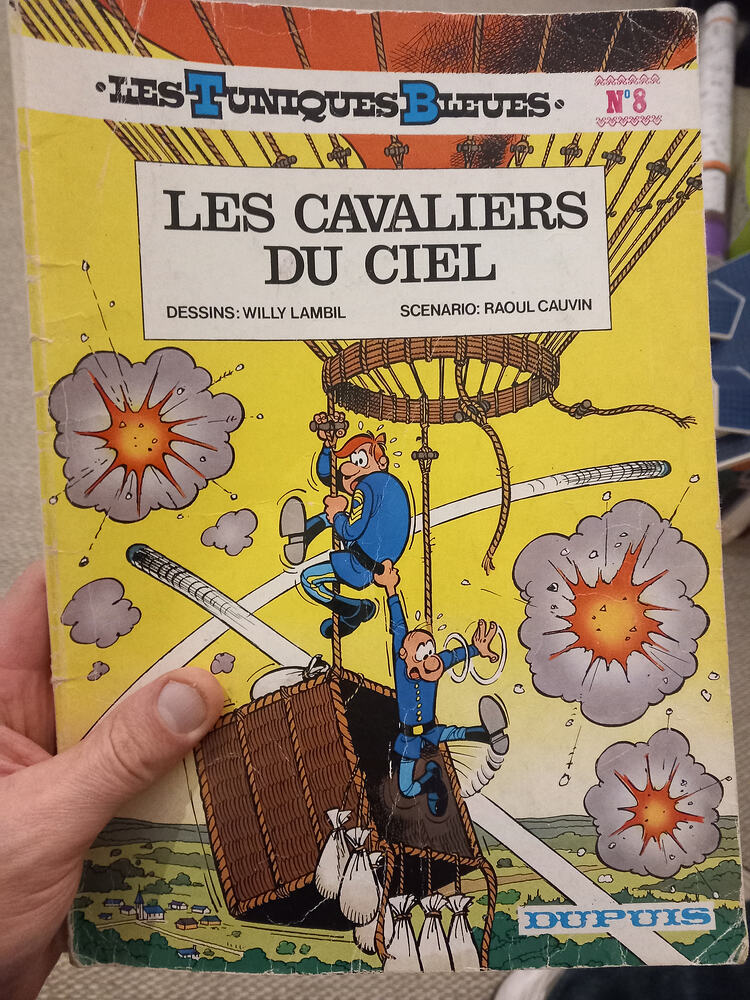 • LES TUNIQUES BLEUES •
N° 8
LES CAVALIERS
DU CIEL
DESSINS: WILLY LAMBIL
SCENARIO: RAOUL CAUVIN
DUPUIS